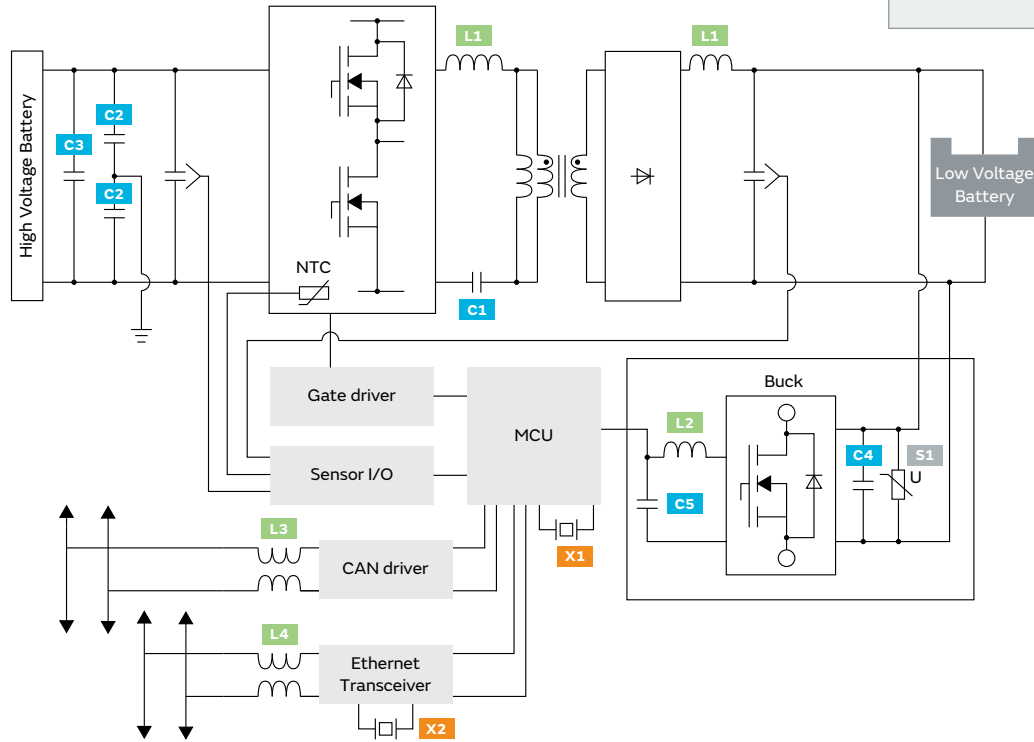 L1
L1
High Voltage Battery
C2
C3
C2
Low Voltage
Battery
NTC
C1
Gate driver
MCU
Sensor I/O
Buck
L2
C4
S1
U
C5
L3
X1
CAN driver
L4
Ethernet
Transceiver
X2